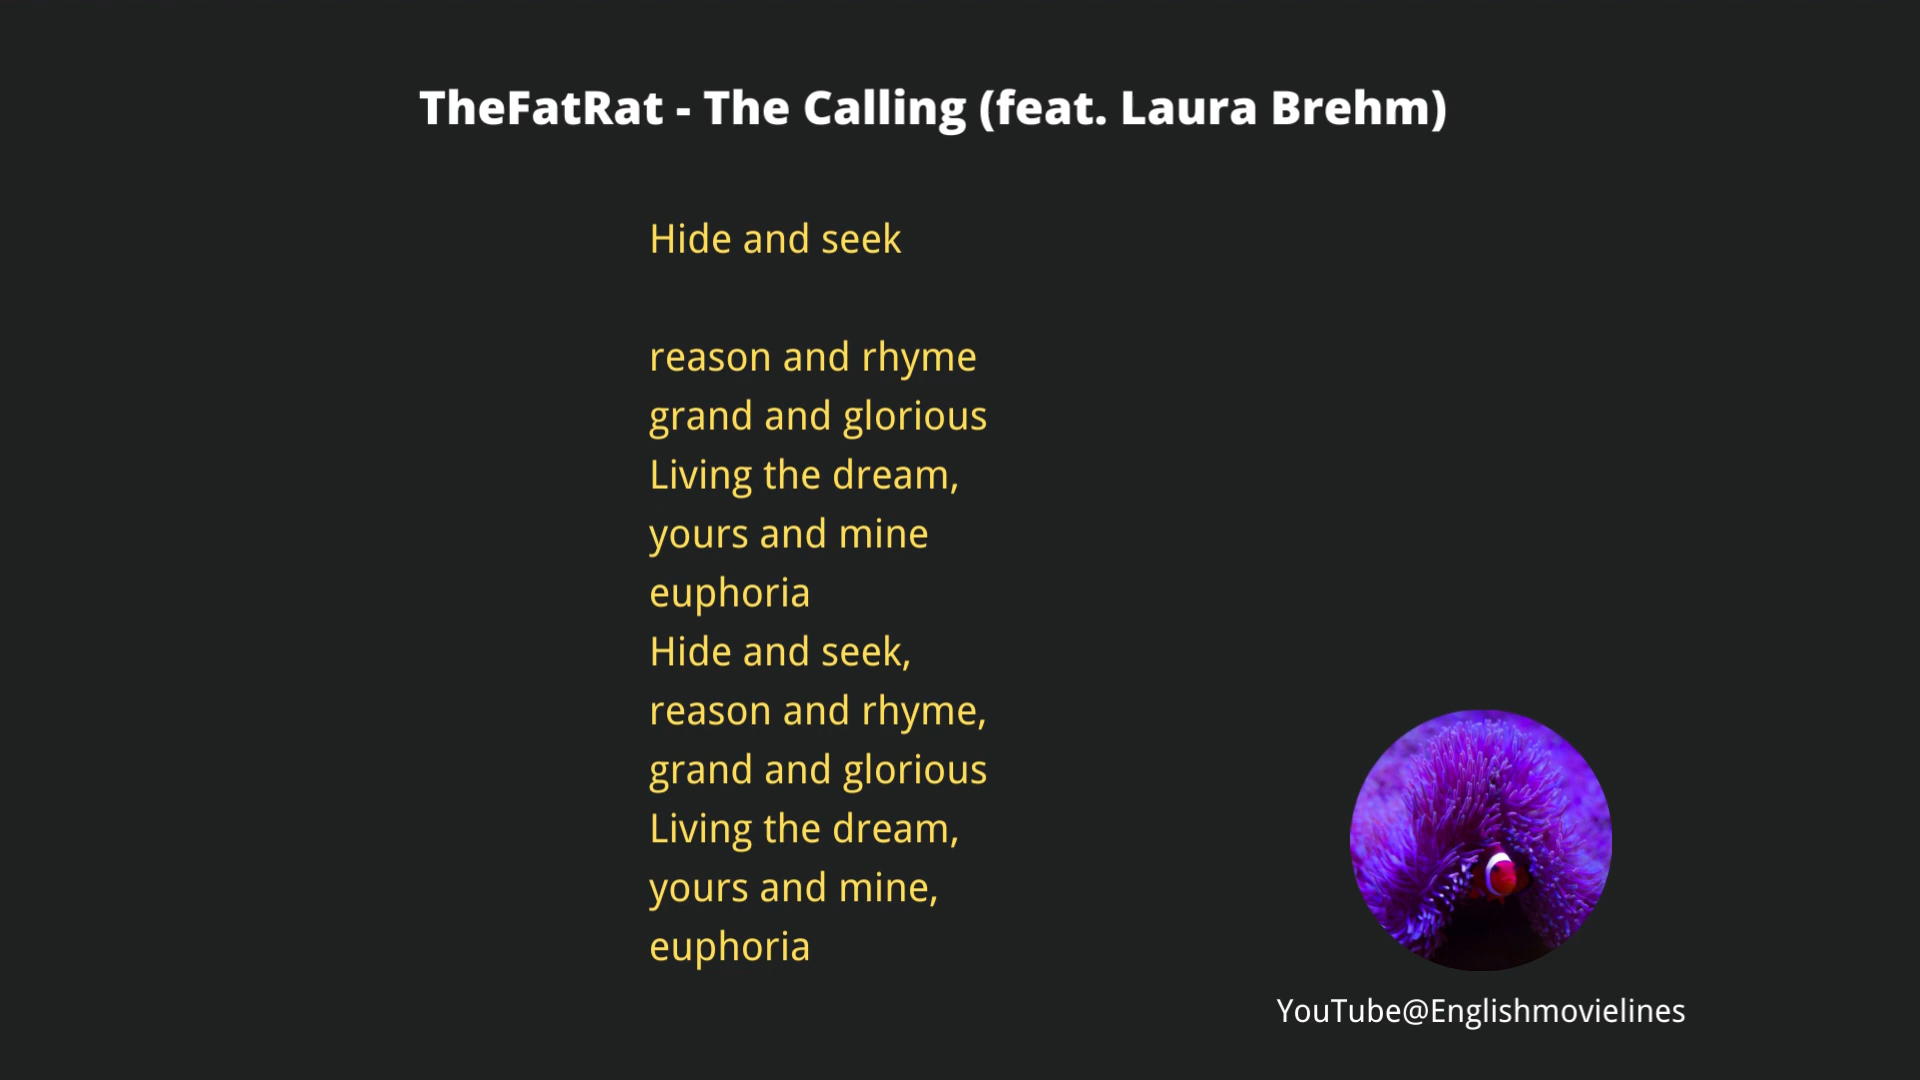 TheFatRat - The Calling (feat. Laura Brehm)
Hide and seek
reason and rhyme
grand and glorious
Living the dream,
yours and mine
euphoria
Hide and seek,
reason and rhyme,
grand and glorious
Living the dream,
yours and mine,
euphoria
YouTube@Englishmovielines